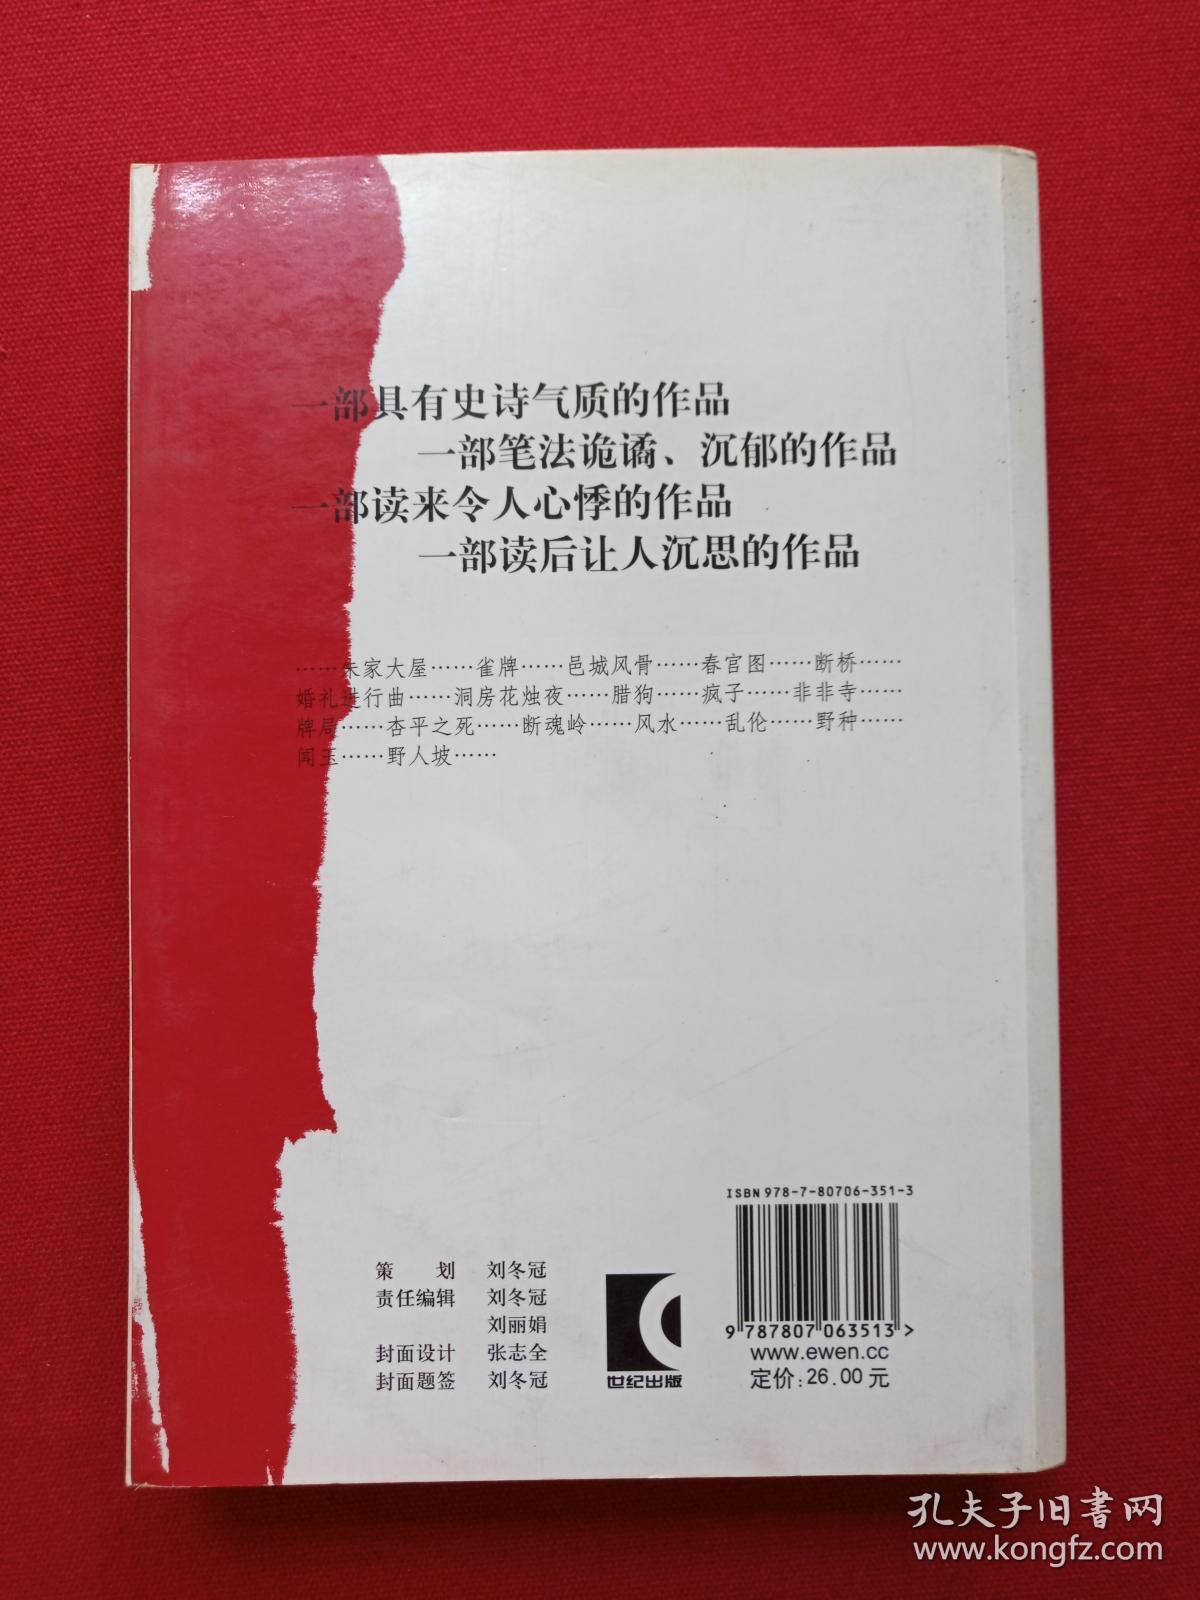 一部具有史诗气质的作品
一部笔法诡谲、沉郁的作品
一部读来令人心悸的作品
一部读后让人沉思的作品
……朱家大屋……雀牌……邑城风骨……春宫图……断桥……
婚礼进行曲……洞房花烛夜……腊狗……疯子……非非寺……
牌局……杏平之死……断魂岭……风水……乱伦……野种……
闻玉……野人坡……
策　划　刘冬冠
责任编辑　刘冬冠
刘丽娟
封面设计　张志全
封面题签　刘冬冠
世纪出版
ISBN 978-7-80706-351-3
9 787807 063513 >
www.ewen.cc
定价: 26.00 元
孔夫子旧书网
www.kongfz.com